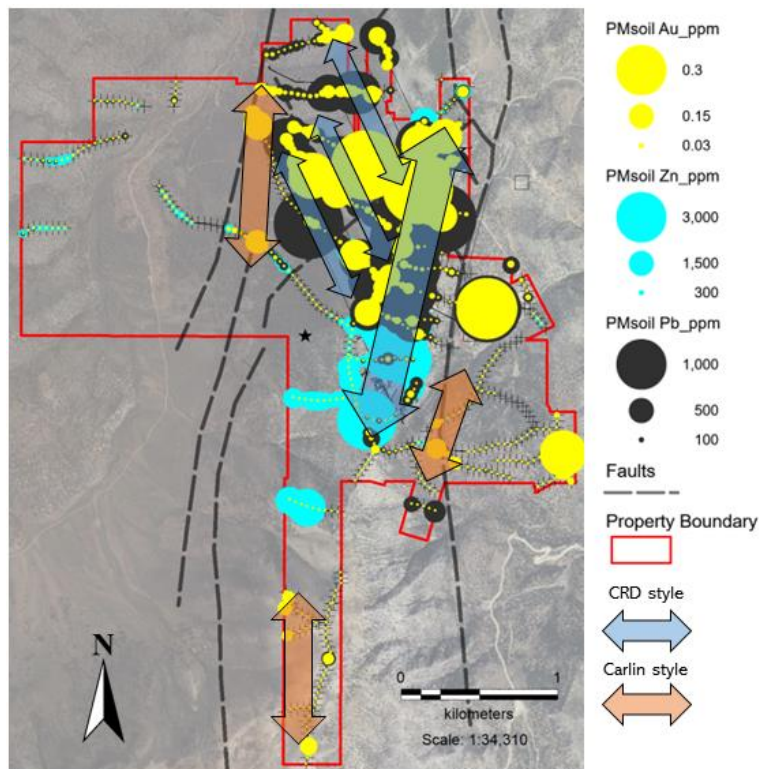 PMsoil Au_ppm
0.3
0.15
0.03
PMsoil Zn_ppm
3,000
1,500
300
PMsoil Pb_ppm
1,000
500
100
Faults
Property Boundary
CRD style
Carlin style
N
0 1
kilometers
Scale: 1:34,310